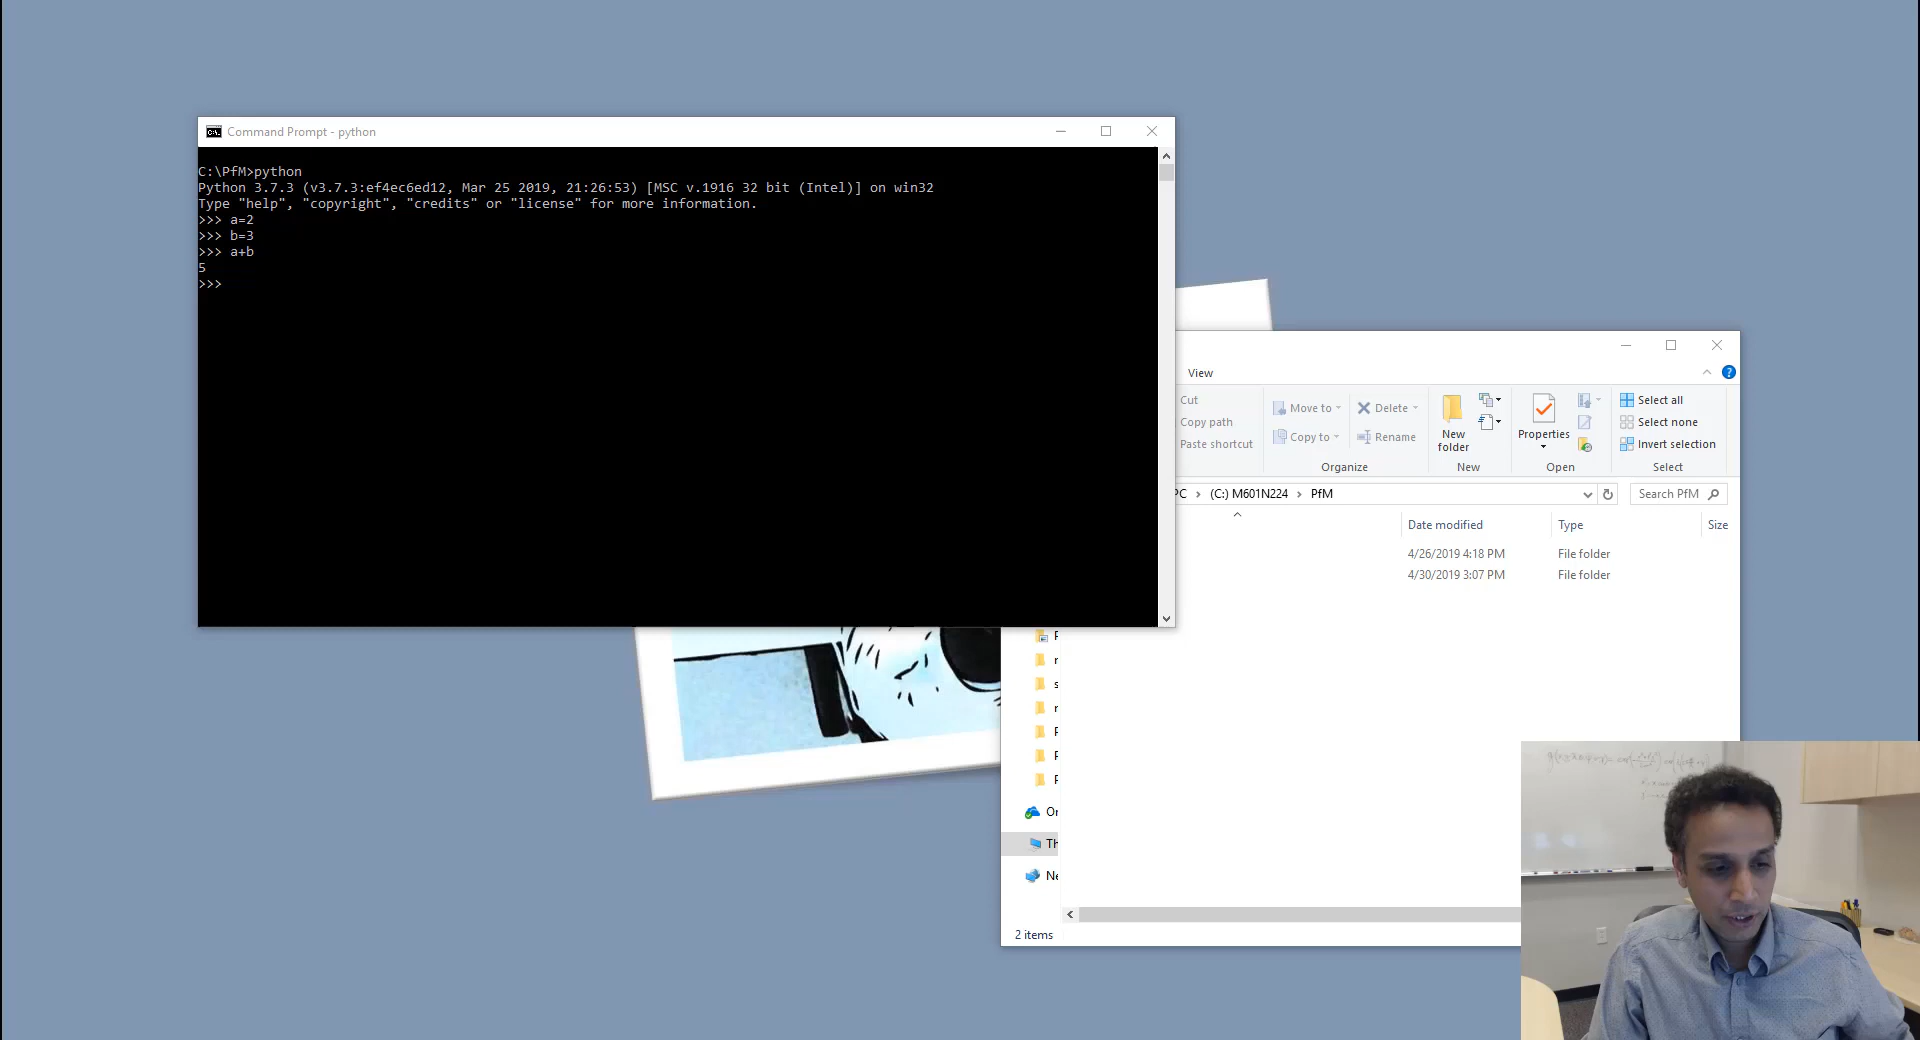 Command Prompt - python
C:\PfM>python
Python 3.7.3 (v3.7.3:ef4ec6ed12, Mar 25 2019, 21:26:53) [MSC v.1916 32 bit (Intel)] on win32
Type "help", "copyright", "credits" or "license" for more information.
>>> a=2
>>> b=3
>>> a+b
5
>>>
View
Cut
Copy path
Paste shortcut
Move to
Copy to
Delete
Rename
Organize
New folder
New
Properties
Open
Select all
Select none
Invert selection
Select
PC > (C:) M601N224 > PfM
Search PfM
Date modified Type Size
4/26/2019 4:18 PM File folder
4/30/2019 3:07 PM File folder
2 items